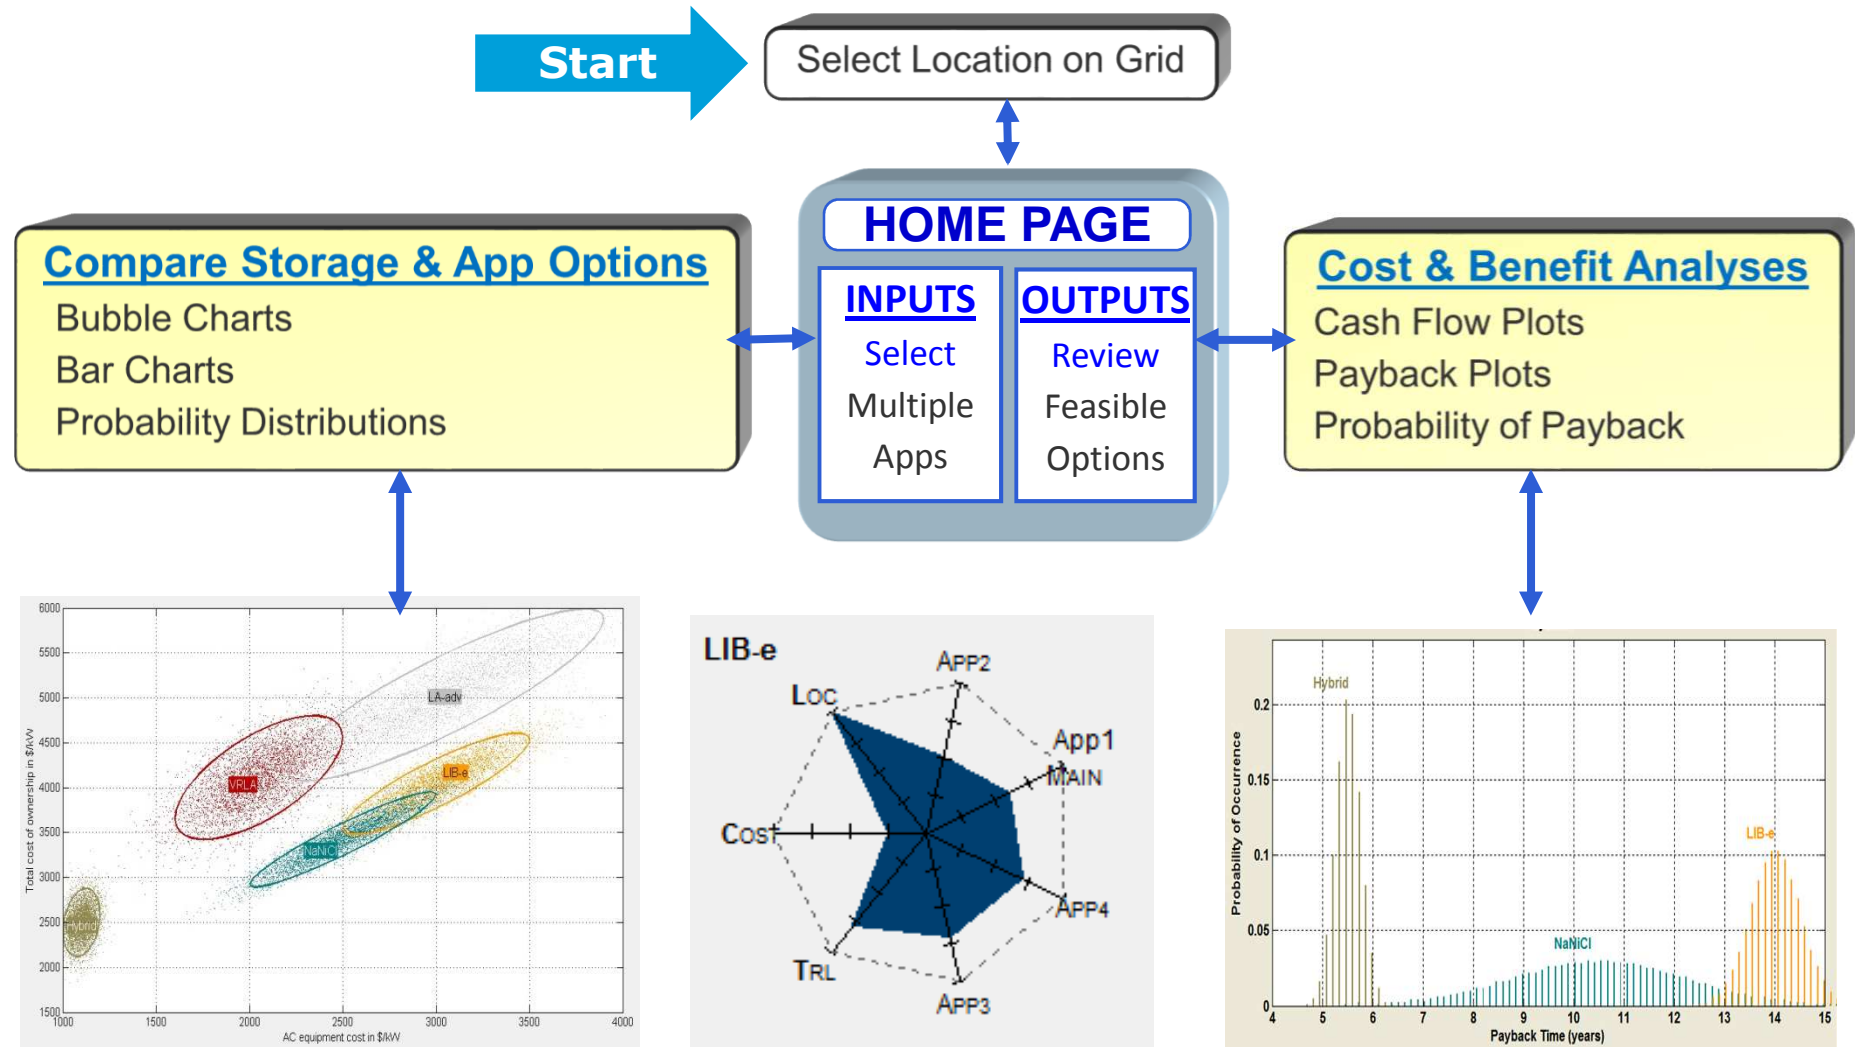 Start
Select Location on Grid
HOME PAGE
INPUTS
Select
Multiple
Apps
OUTPUTS
Review
Feasible
Options
Compare Storage & App Options
Bubble Charts
Bar Charts
Probability Distributions
Cost & Benefit Analyses
Cash Flow Plots
Payback Plots
Probability of Payback
Total cost of ownership in $/kW
6000
5500
5000
4500
4000
3500
3000
2500
2000
1500
LA-adv
VRLA
LIB-e
NaNiCl
Hybrid
1000 1500 2000 2500 3000 3500 4000
AC equipment cost in $/kW
LIB-e
APP2
LOC
App1
MAIN
COST
APP4
TRL
APP3
Probability of Occurrence
0.2
0.15
0.1
0.05
0
Hybrid
LIB-e
NaNiCl
4 5 6 7 8 9 10 11 12 13 14 15
Payback Time (years)